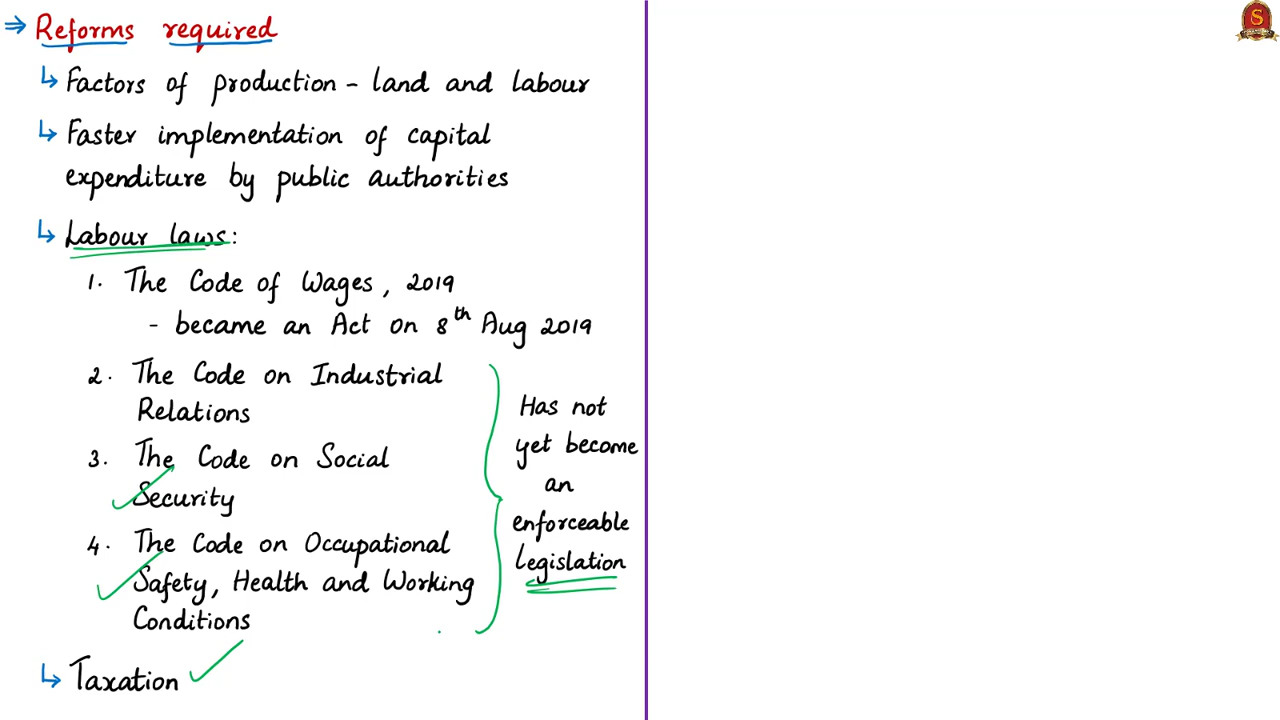 ⇒ Reforms required
↳ Factors of production - land and labour
↳ Faster implementation of capital
expenditure by public authorities
↳ Labour laws:
1. The Code of Wages, 2019
- became an Act on 8th Aug 2019
2. The Code on Industrial
Relations
3. The Code on Social
Security
4. The Code on Occupational
Safety, Health and Working
Conditions
Has not
yet become
an
enforceable
legislation
↳ Taxation
S